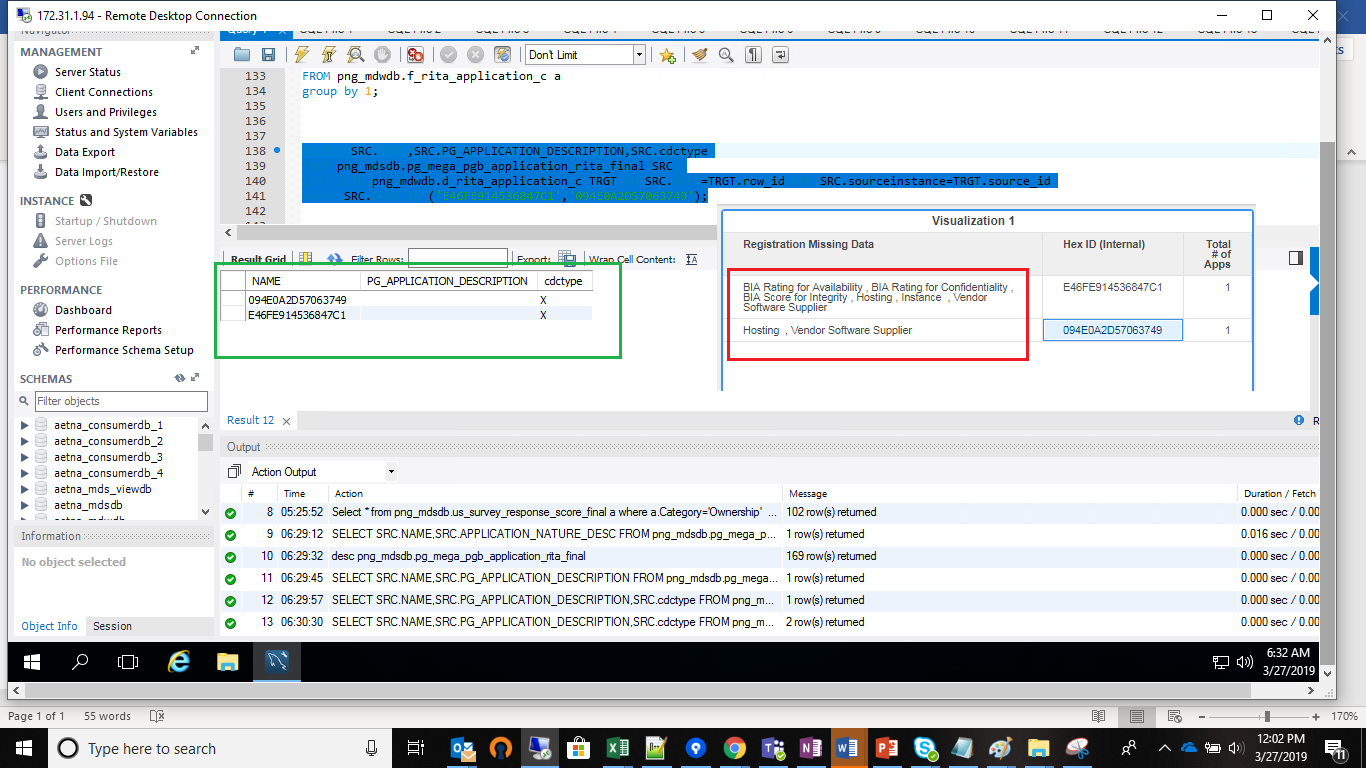 172.31.1.94 - Remote Desktop Connection
MANAGEMENT
Server Status
Client Connections
Users and Privileges
Status and System Variables
Data Export
Data Import/Restore
INSTANCE
Startup / Shutdown
Server Logs
Options File
PERFORMANCE
Dashboard
Performance Reports
Performance Schema Setup
SCHEMAS
Filter objects
aetna_consumerdb_1
aetna_consumerdb_2
aetna_consumerdb_3
aetna_consumerdb_4
aetna_mds_viewdb
aetna_mdsdb
Information
No object selected
Object Info Session
Don't Limit
133 FROM png_mdwdb.f_rita_application_c a
134 group by 1;
135
136
137
138 SRC. ,SRC.PG_APPLICATION_DESCRIPTION,SRC.cdctype
139 png_mdsdb.pg_mega_pgb_application_rita_final SRC
140 png_mdwdb.d_rita_application_c TRGT SRC. =TRGT.row_id SRC.sourceinstance=TRGT.source_id
141 SRC. ('E46FE914536847C1','094E0A2D57063749');
142
Result Grid Filter Rows: Export: Wrap Cell Content:
NAME PG_APPLICATION_DESCRIPTION cdctype
094E0A2D57063749 X
E46FE914536847C1 X
Visualization 1
Registration Missing Data Hex ID (Internal) Total # of Apps
BIA Rating for Availability , BIA Rating for Confidentiality ,
BIA Score for Integrity , Hosting , Instance , Vendor
Software Supplier
E46FE914536847C1 1
Hosting , Vendor Software Supplier 094E0A2D57063749 1
Result 12
Output
Action Output
# Time Action Message Duration / Fetch
8 05:25:52 Select * from png_mdsdb.us_survey_response_score_final a where a.Category='Ownership' ... 102 row(s) returned 0.000 sec / 0.00
9 06:29:12 SELECT SRC.NAME,SRC.APPLICATION_NATURE_DESC FROM png_mdsdb.pg_mega_p... 1 row(s) returned 0.016 sec / 0.00
10 06:29:32 desc png_mdsdb.pg_mega_pgb_application_rita_final 169 row(s) returned 0.000 sec / 0.00
11 06:29:45 SELECT SRC.NAME,SRC.PG_APPLICATION_DESCRIPTION FROM png_mdsdb.pg_mega... 1 row(s) returned 0.000 sec / 0.00
12 06:29:57 SELECT SRC.NAME,SRC.PG_APPLICATION_DESCRIPTION,SRC.cdctype FROM png_m... 1 row(s) returned 0.000 sec / 0.00
13 06:30:30 SELECT SRC.NAME,SRC.PG_APPLICATION_DESCRIPTION,SRC.cdctype FROM png_m... 2 row(s) returned 0.000 sec / 0.00
6:32 AM
3/27/2019
Page 1 of 1 55 words 170%
Type here to search
12:02 PM
3/27/2019
11